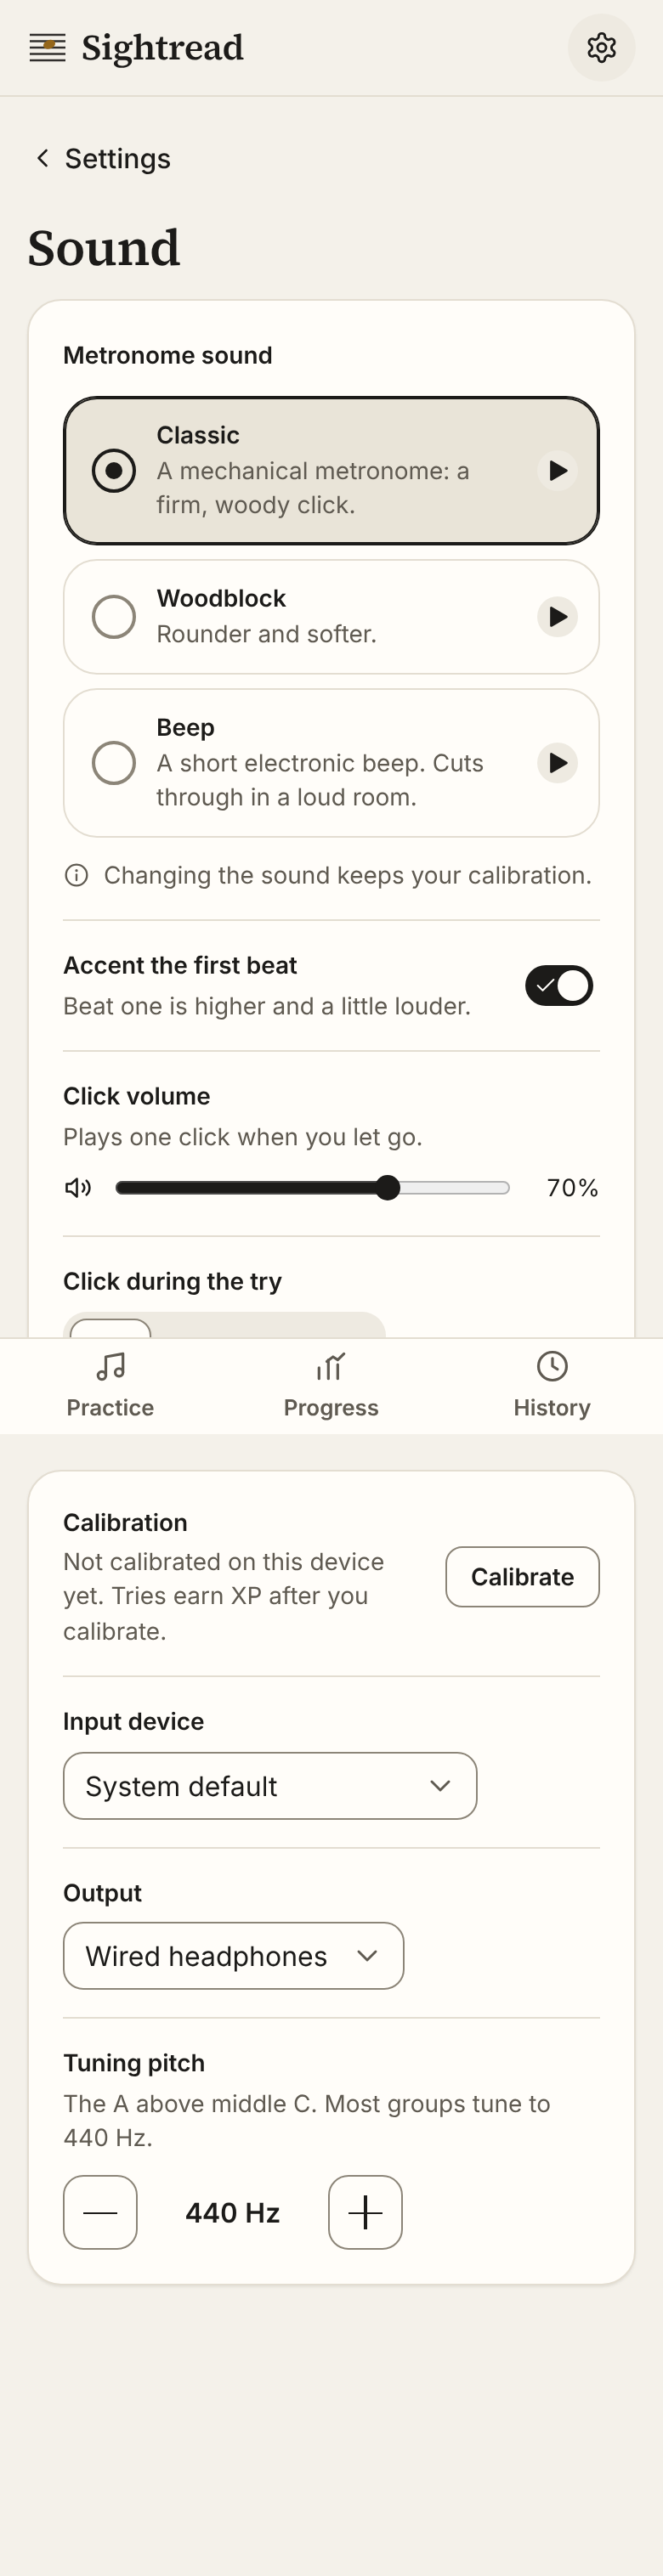 Sightread
Settings
Sound
Metronome sound
Classic
A mechanical metronome: a
firm, woody click.
Woodblock
Rounder and softer.
Beep
A short electronic beep. Cuts
through in a loud room.
Changing the sound keeps your calibration.
Accent the first beat
Beat one is higher and a little louder.
Click volume
Plays one click when you let go.
70%
Click during the try
Practice
Progress
History
Calibration
Not calibrated on this device
yet. Tries earn XP after you
calibrate.
Calibrate
Input device
System default
Output
Wired headphones
Tuning pitch
The A above middle C. Most groups tune to
440 Hz.
440 Hz